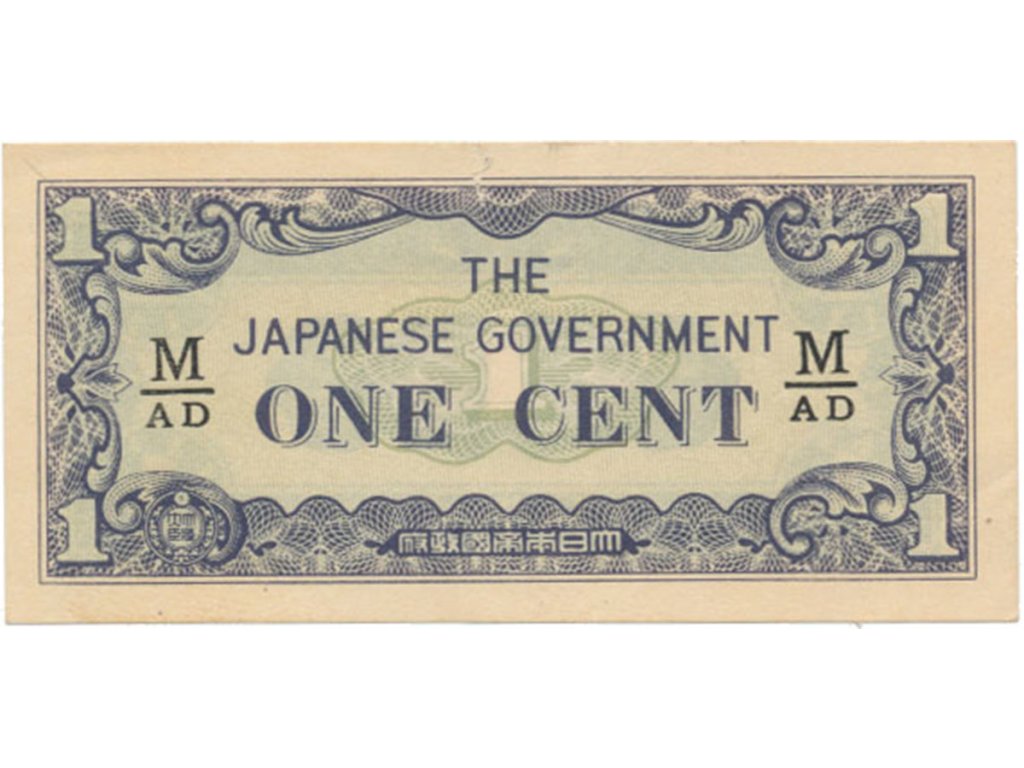 1 1
THE
JAPANESE GOVERNMENT
M M
AD AD
ONE CENT
1 1
府政國帝本日大